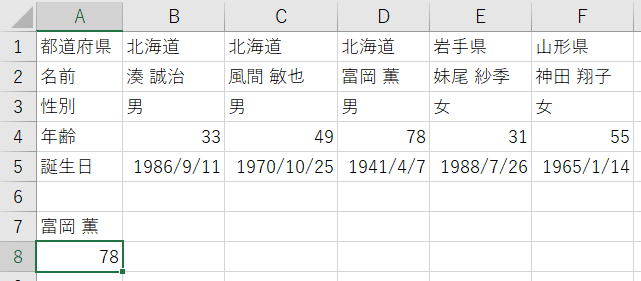 A B C D E F
1 都道府県 北海道 北海道 北海道 岩手県 山形県
2 名前 湊 誠治 風間 敏也 富岡 薫 妹尾 紗季 神田 翔子
3 性別 男 男 男 女 女
4 年齢 33 49 78 31 55
5 誕生日 1986/9/11 1970/10/25 1941/4/7 1988/7/26 1965/1/14
6
7 富岡 薫
8 78